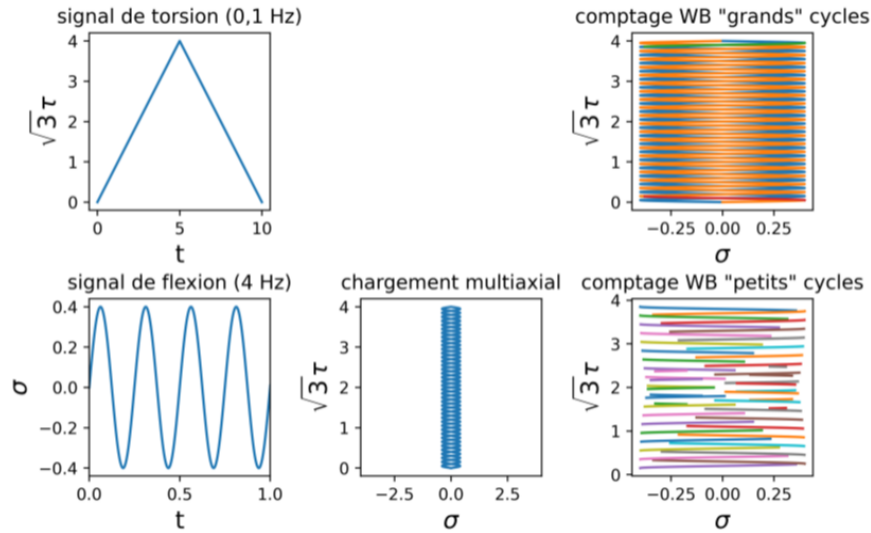 signal de torsion (0,1 Hz)
4
3
2
1
0
√3 τ
0 5 10
t
comptage WB "grands" cycles
4
3
2
1
0
√3 τ
−0.25 0.00 0.25
σ
signal de flexion (4 Hz)
0.4
0.2
0.0
−0.2
−0.4
σ
0.0 0.5 1.0
t
chargement multiaxial
4
3
2
1
0
√3 τ
−2.5 0.0 2.5
σ
comptage WB "petits" cycles
4
3
2
1
0
√3 τ
−0.25 0.00 0.25
σ